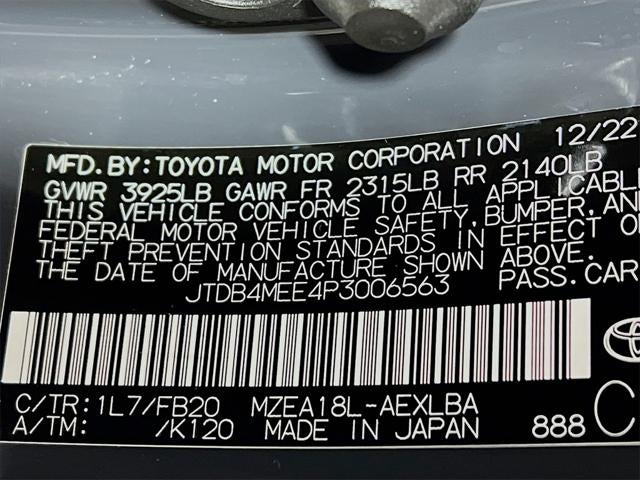 12/22
MFD.BY:TOYOTA MOTOR CORPORATION
GVWR 3925LB GAWR FR 2315LB RR 2140LB
THIS VEHICLE CONFORMS TO ALL APPLICABLE
FEDERAL MOTOR VEHICLE SAFETY,BUMPER,AND
THEFT PREVENTION STANDARDS IN EFFECT O
THE DATE OF MANUFACTURE SHOWN ABOVE.
JTDB4MEE4P3006563 PASS.CAR
C/TR:1L7/FB20 MZEA18L-AEXLBA C
A/TM: /K120 MADE IN JAPAN 888